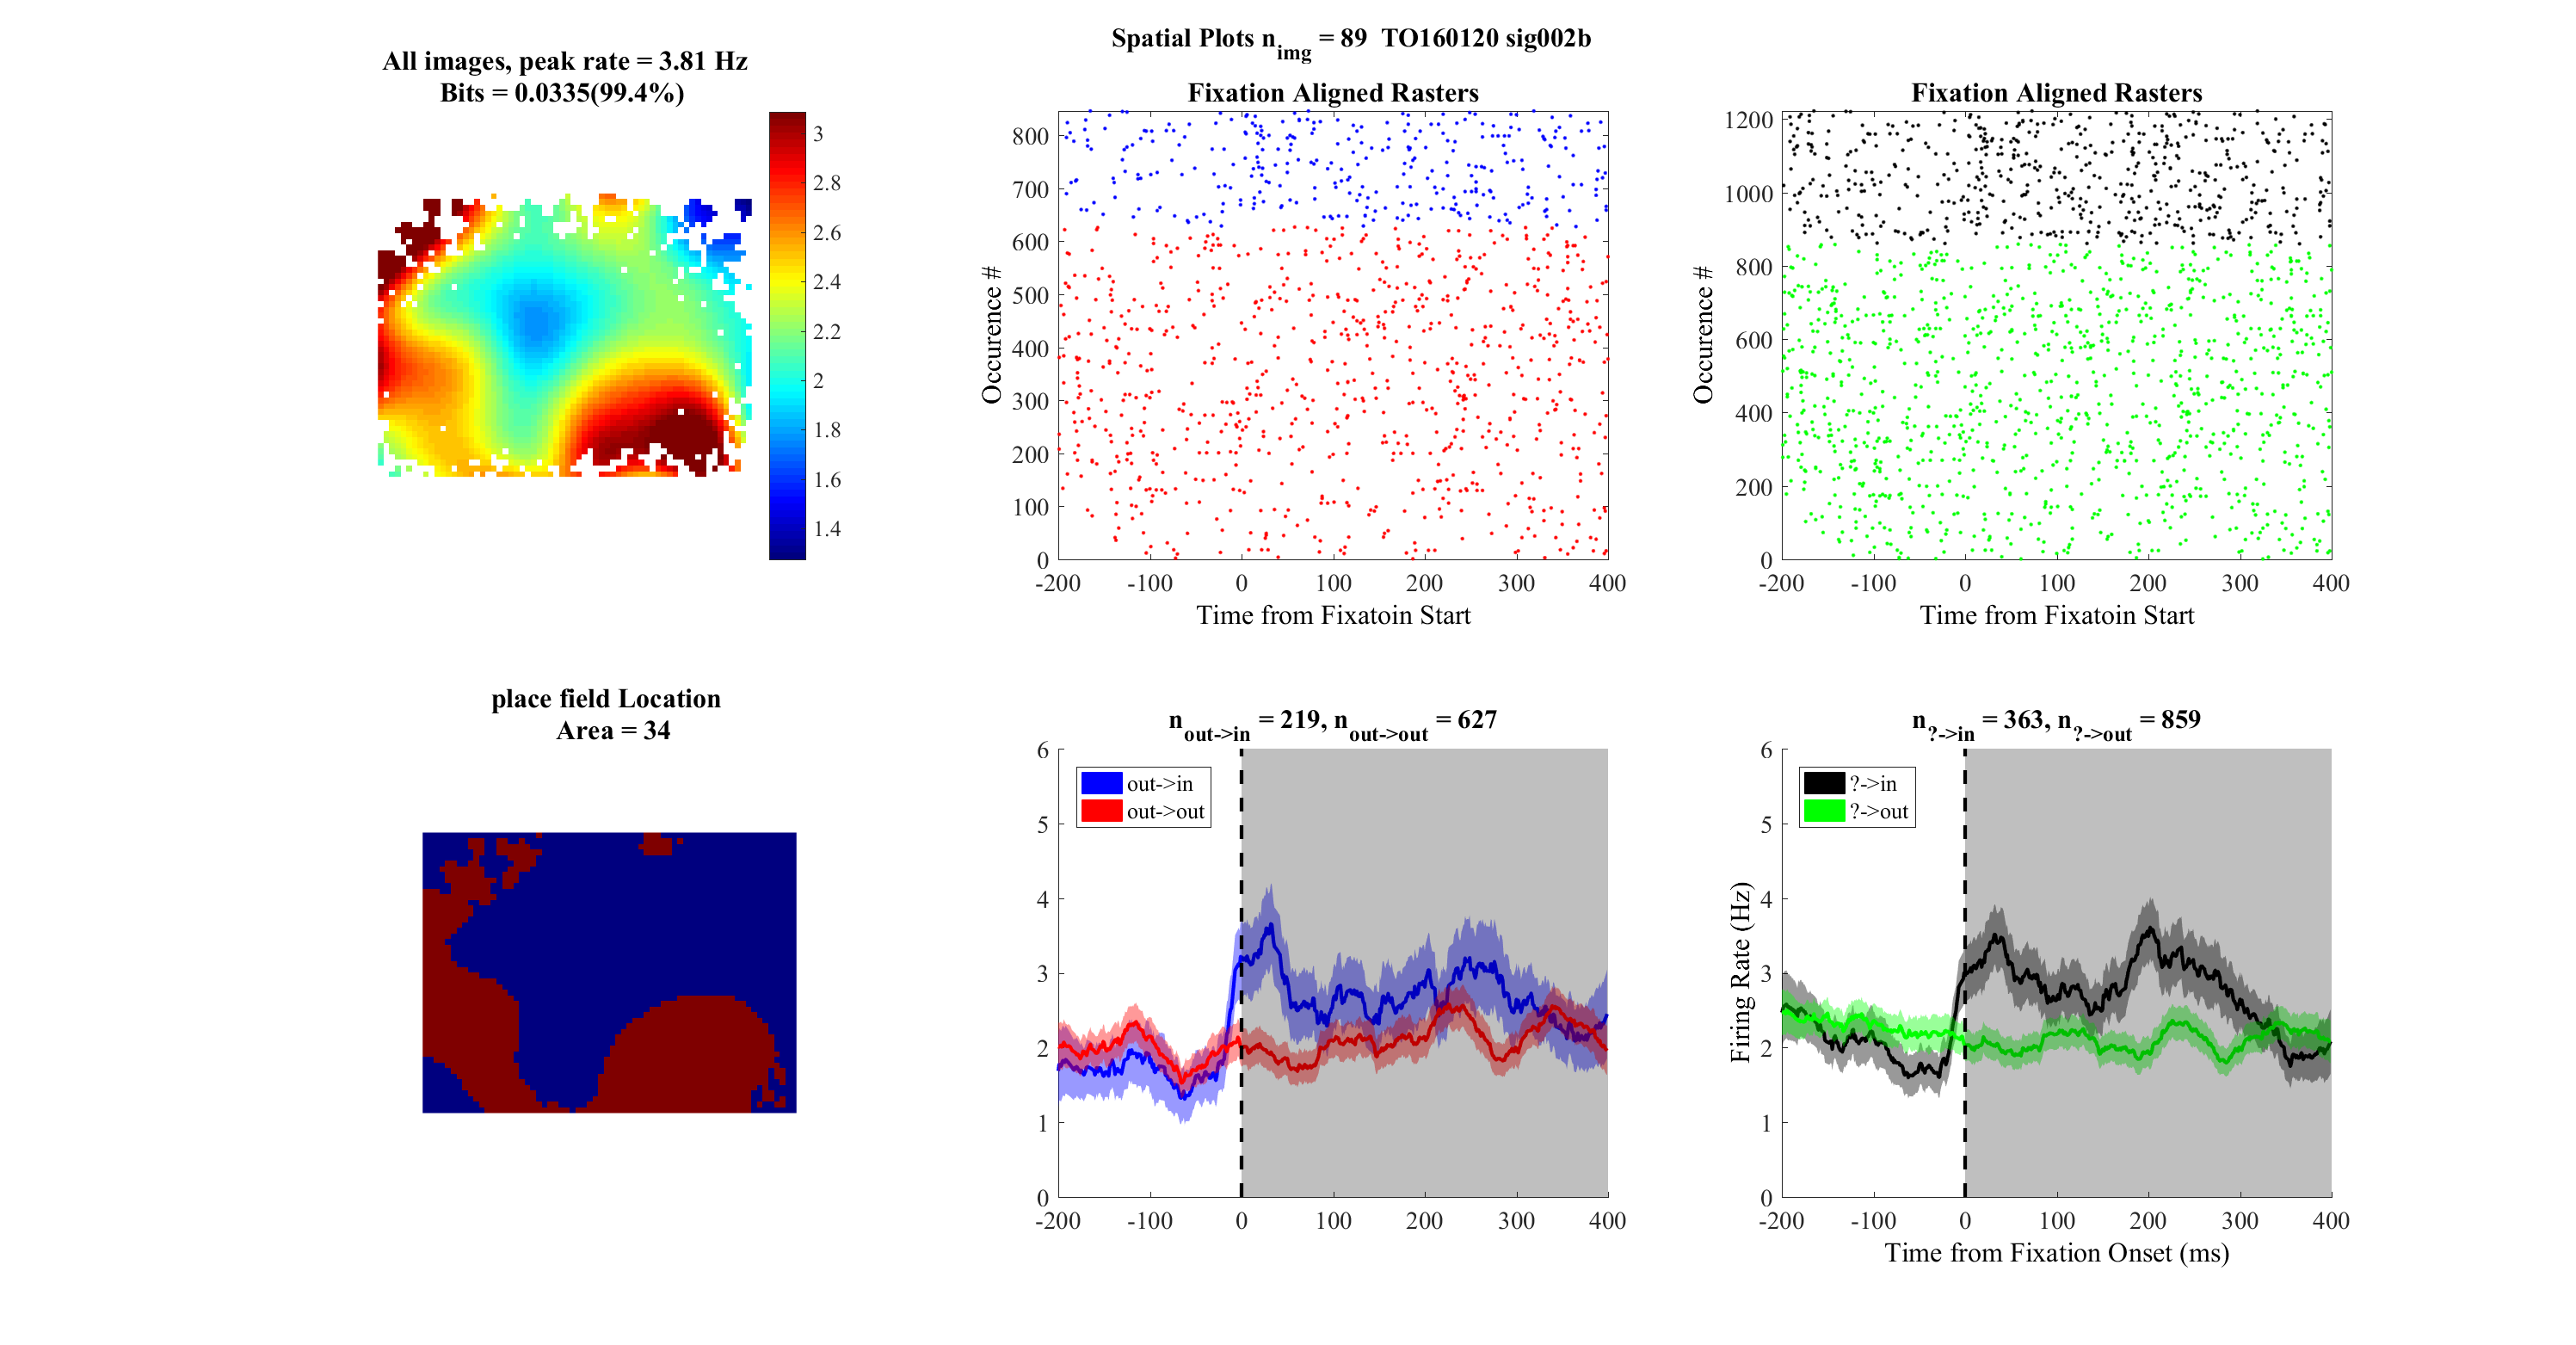 Spatial Plots n_img = 89 TO160120 sig002b
All images, peak rate = 3.81 Hz
Bits = 0.0335(99.4%)
3
2.8
2.6
2.4
2.2
2
1.8
1.6
1.4
Fixation Aligned Rasters
Occurence #
800
700
600
500
400
300
200
100
0
-200 -100 0 100 200 300 400
Time from Fixatoin Start
Fixation Aligned Rasters
Occurence #
1200
1000
800
600
400
200
0
-200 -100 0 100 200 300 400
Time from Fixatoin Start
place field Location
Area = 34
n_out->in = 219, n_out->out = 627
out->in
out->out
6
5
4
3
2
1
0
-200 -100 0 100 200 300 400
n_?->in = 363, n_?->out = 859
?->in
?->out
Firing Rate (Hz)
6
5
4
3
2
1
0
-200 -100 0 100 200 300 400
Time from Fixation Onset (ms)